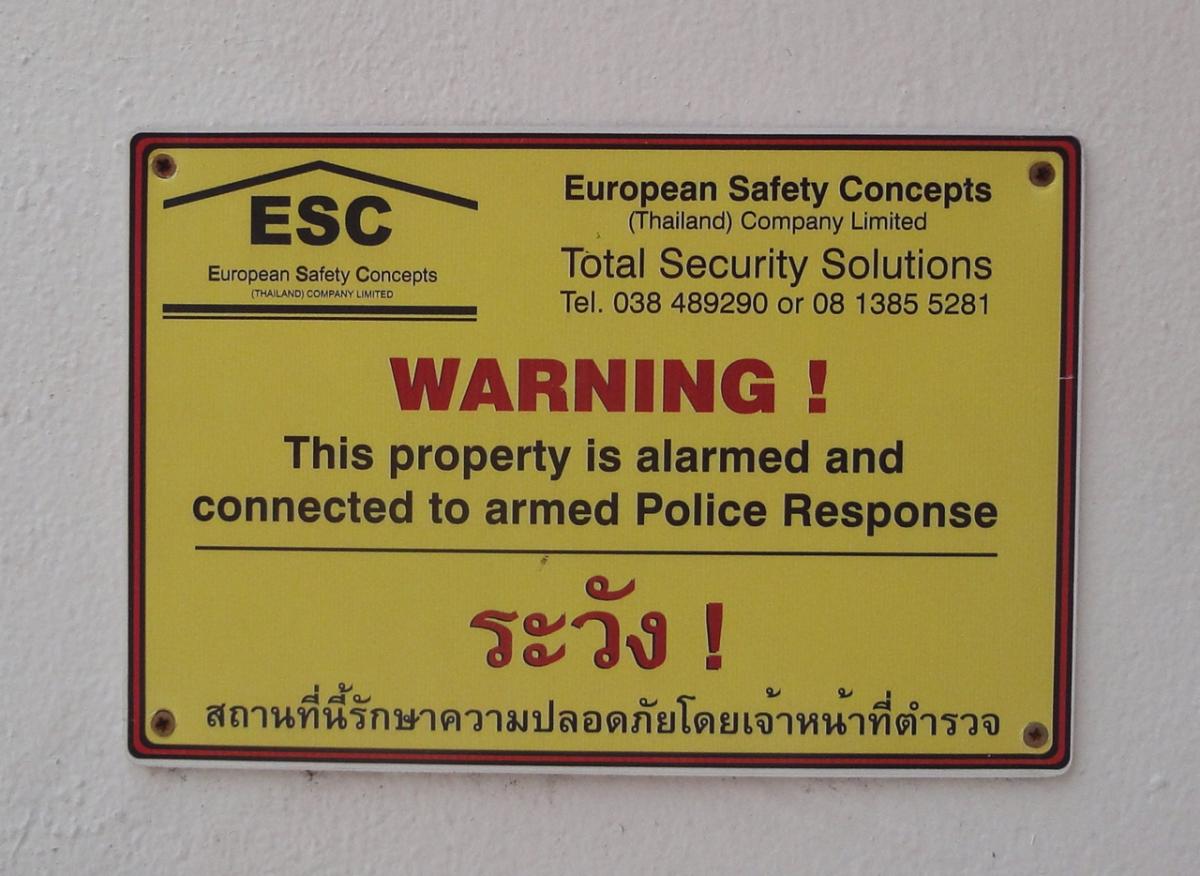 ESC
European Safety Concepts
(THAILAND) COMPANY LIMITED
European Safety Concepts
(Thailand) Company Limited
Total Security Solutions
Tel. 038 489290 or 08 1385 5281
WARNING !
This property is alarmed and
connected to armed Police Response
ระวัง !
สถานที่นี้รักษาความปลอดภัยโดยเจ้าหน้าที่ตำรวจ